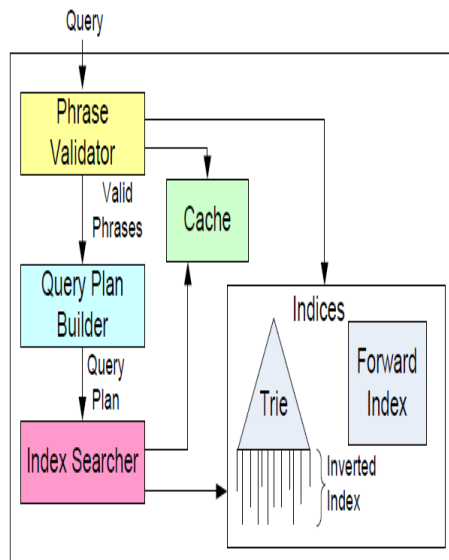 Query
Phrase
Validator
Valid
Phrases
Cache
Query Plan
Builder
Query
Plan
Index Searcher
Indices
Trie
Forward
Index
Inverted
Index